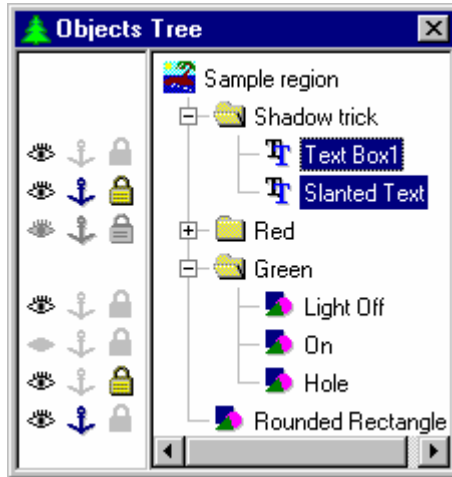 Objects Tree
Sample region
Shadow trick
Text Box1
Slanted Text
Red
Green
Light Off
On
Hole
Rounded Rectangle